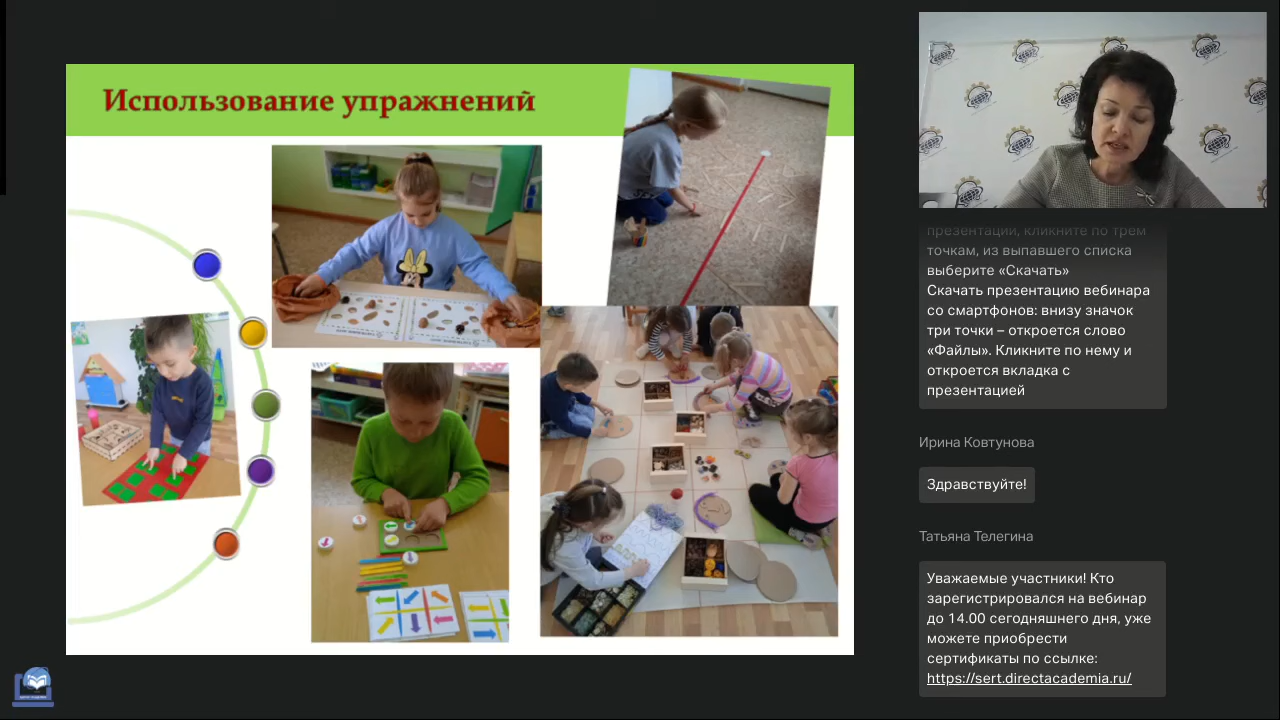 Использование упражнений
презентации, кликните по трем
точкам, из выпавшего списка
выберите «Скачать»
Скачать презентацию вебинара
со смартфонов: внизу значок
три точки – откроется слово
«Файлы». Кликните по нему и
откроется вкладка с
презентацией
Ирина Ковтунова
Здравствуйте!
Татьяна Телегина
Уважаемые участники! Кто
зарегистрировался на вебинар
до 14.00 сегодняшнего дня, уже
можете приобрести
сертификаты по ссылке:
https://sert.directacademia.ru/